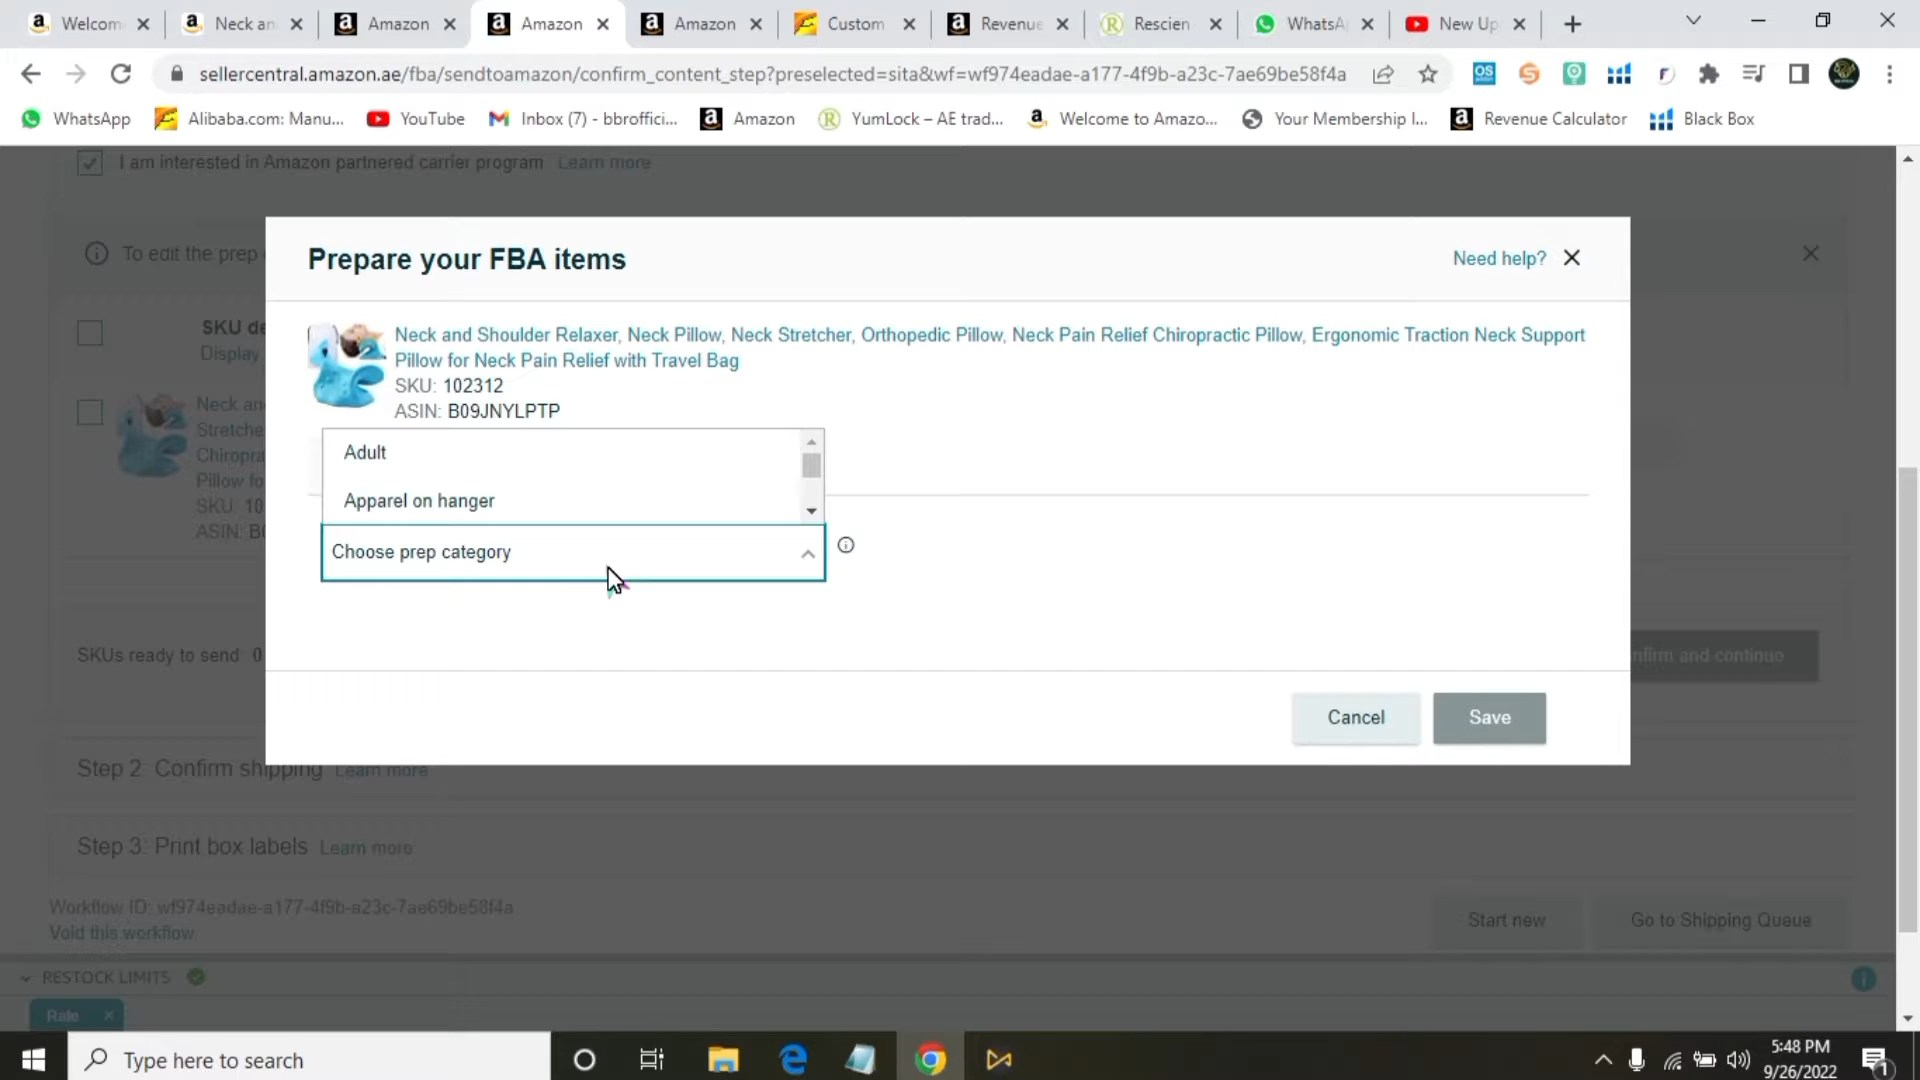 Welcom
Neck an
Amazon
Amazon
Amazon
Custom
Revenue
Rescien
WhatsA
New Up
sellercentral.amazon.ae/fba/sendtoamazon/confirm_content_step?preselected=sita&wf=wf974eadae-a177-4f9b-a23c-7ae69be58f4a
WhatsApp
Alibaba.com: Manu...
YouTube
Inbox (7) - bbroffici...
Amazon
YumLock – AE trad...
Welcome to Amazo...
Your Membership I...
Revenue Calculator
Black Box
I am interested in Amazon partnered carrier program Learn more
To edit the prep
Prepare your FBA items
Need help?
SKU de
Display
Neck and Shoulder Relaxer, Neck Pillow, Neck Stretcher, Orthopedic Pillow, Neck Pain Relief Chiropractic Pillow, Ergonomic Traction Neck Support
Pillow for Neck Pain Relief with Travel Bag
SKU: 102312
ASIN: B09JNYLPTP
Neck an
Stretche
Chiropra
Pillow fo
SKU: 10
ASIN: B0
Adult
Apparel on hanger
Choose prep category
SKUs ready to send: 0
nfirm and continue
Cancel
Save
Step 2: Confirm shipping Learn more
Step 3: Print box labels Learn more
Workflow ID: wf974eadae-a177-4f9b-a23c-7ae69be58f4a
Void this workflow
Start new
Go to Shipping Queue
RESTOCK LIMITS
Rate
Type here to search
5:48 PM
9/26/2022
1